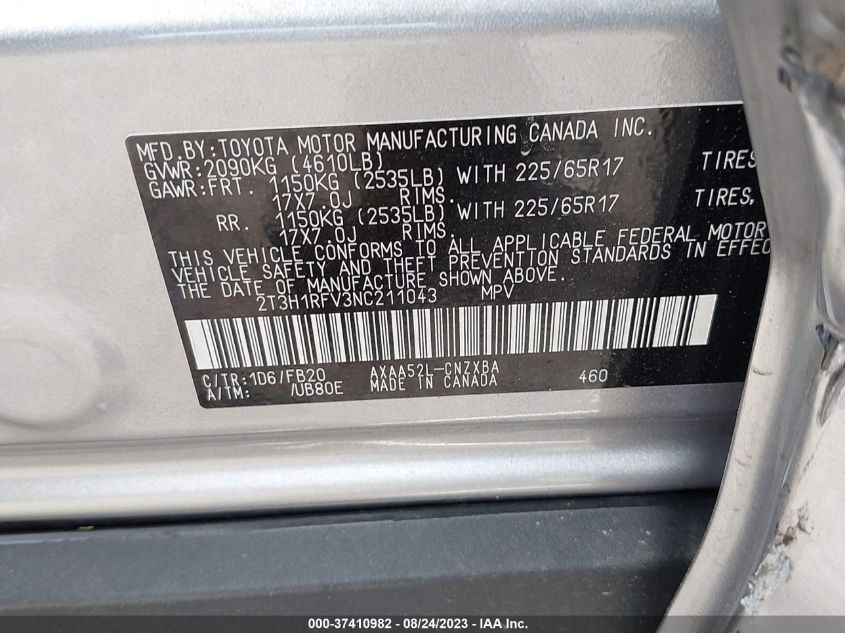 MFD.BY:TOYOTA MOTOR MANUFACTURING CANADA INC.
GVWR:2090KG (4610LB)
GAWR:FRT. 1150KG (2535LB) WITH 225/65R17 TIRES
17X7.0J RIMS.
RR. 1150KG (2535LB) WITH 225/65R17 TIRES,
17X7.0J RIMS.
THIS VEHICLE CONFORMS TO ALL APPLICABLE FEDERAL MOTOR
VEHICLE SAFETY AND THEFT PREVENTION STANDARDS IN EFFEC
THE DATE OF MANUFACTURE SHOWN ABOVE.
2T3H1RFV3NC211043 MPV
C/TR:1D6/FB20 AXAA52L-CNZXBA 460
A/TM: /UB80E MADE IN CANADA
000-37410982 - 08/24/2023 - IAA Inc.